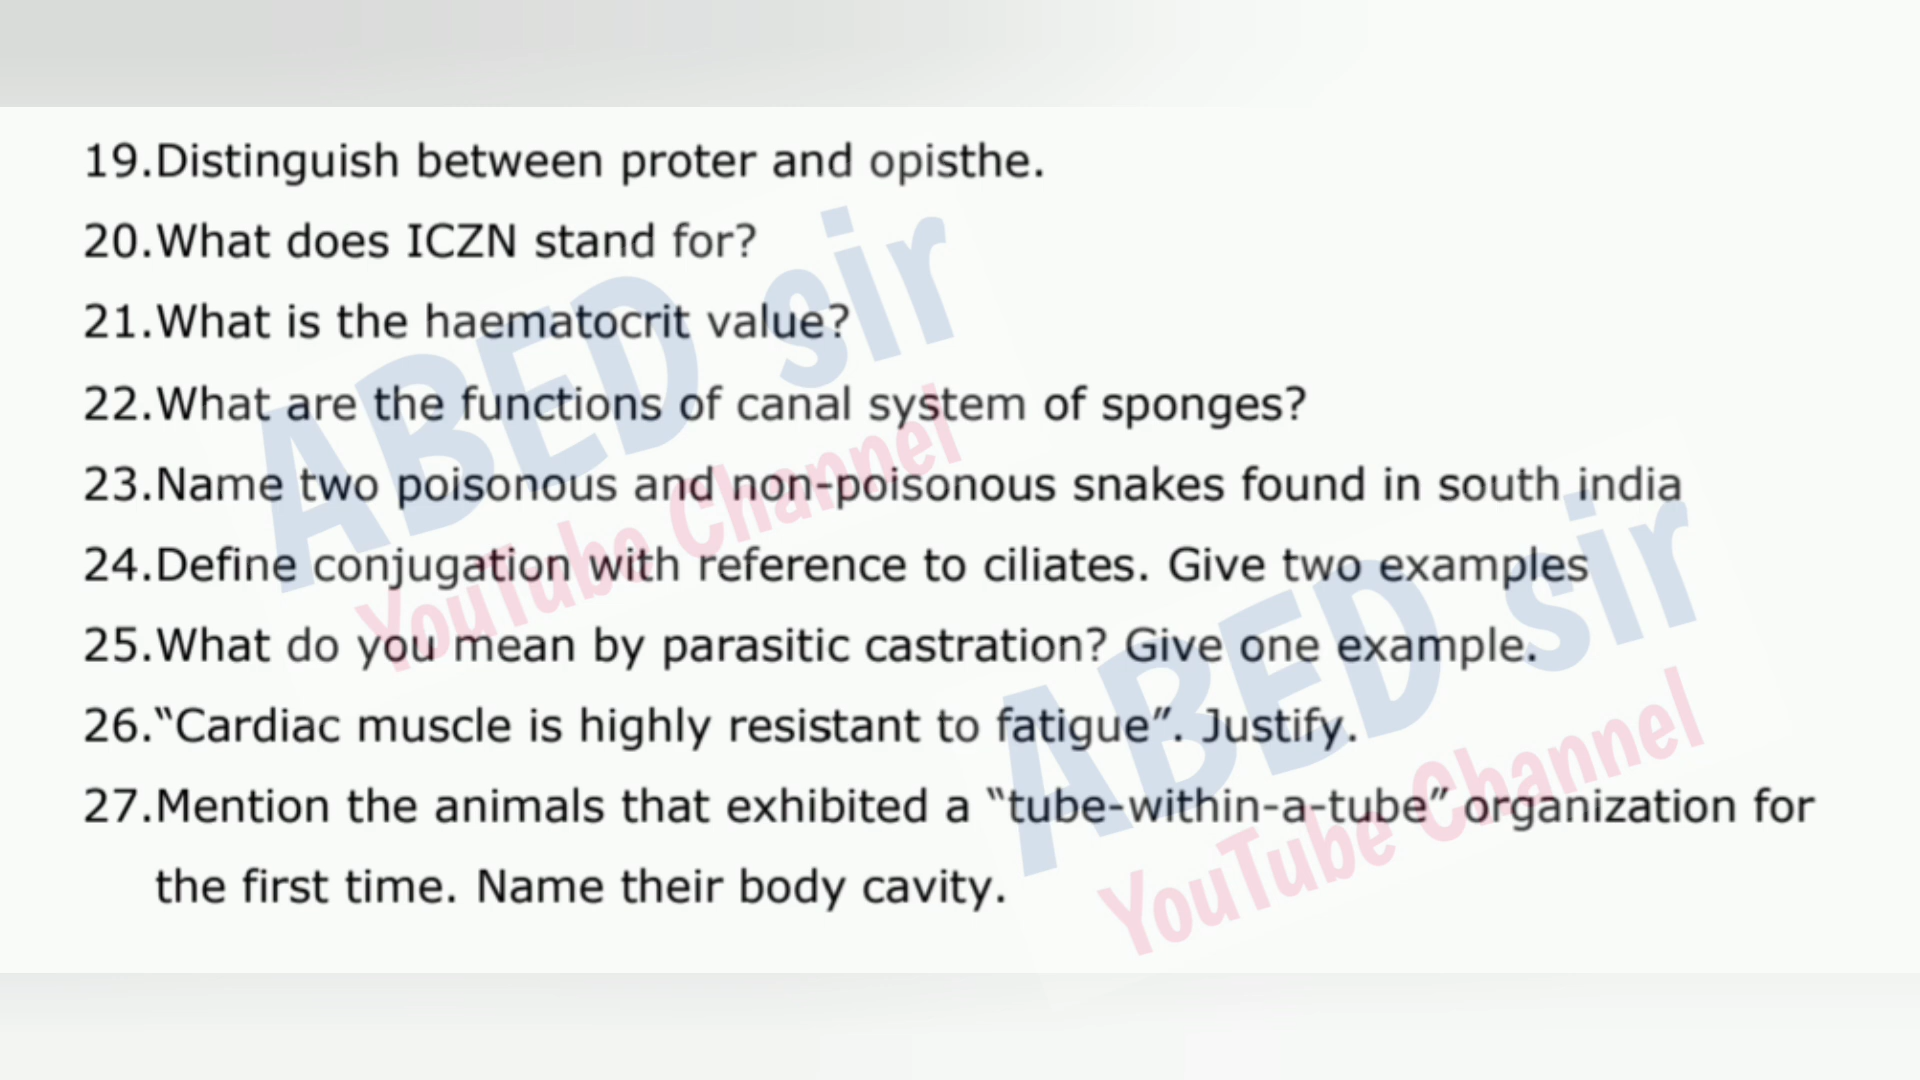 19.Distinguish between proter and opisthe.
20.What does ICZN stand for?
21.What is the haematocrit value?
22.What are the functions of canal system of sponges?
23.Name two poisonous and non-poisonous snakes found in south india
24.Define conjugation with reference to ciliates. Give two examples
25.What do you mean by parasitic castration? Give one example.
26.“Cardiac muscle is highly resistant to fatigue”. Justify.
27.Mention the animals that exhibited a “tube-within-a-tube” organization for
the first time. Name their body cavity.
ABED sir
YouTube Channel
ABED sir
YouTube Channel